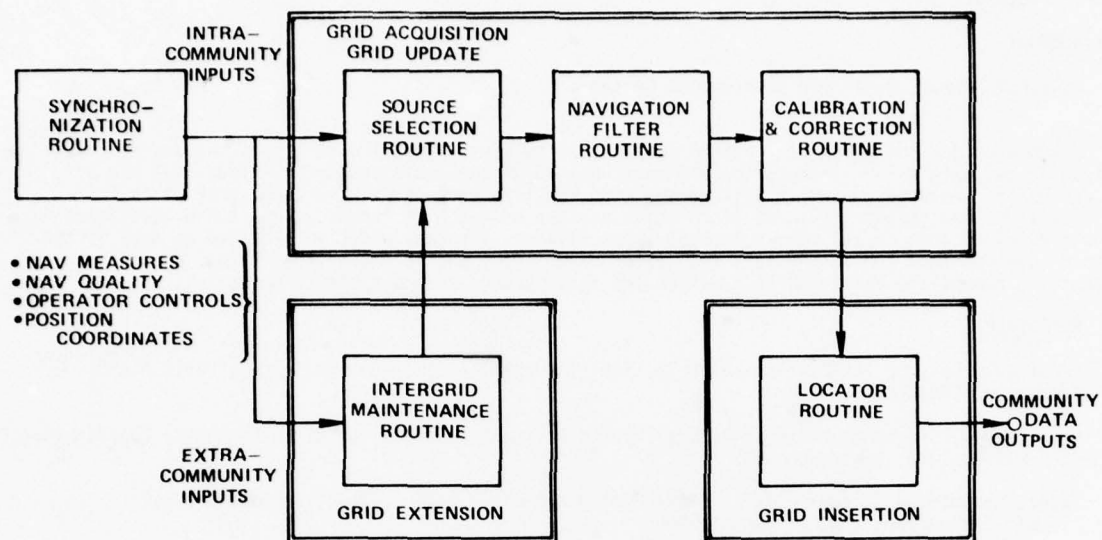 INTRA-
COMMUNITY
INPUTS
GRID ACQUISITION
GRID UPDATE
SYNCHRO-
NIZATION
ROUTINE
SOURCE
SELECTION
ROUTINE
NAVIGATION
FILTER
ROUTINE
CALIBRATION
& CORRECTION
ROUTINE
• NAV MEASURES
• NAV QUALITY
• OPERATOR CONTROLS
• POSITION
COORDINATES
INTERGRID
MAINTENANCE
ROUTINE
LOCATOR
ROUTINE
COMMUNITY
DATA
OUTPUTS
EXTRA-
COMMUNITY
INPUTS
GRID EXTENSION
GRID INSERTION